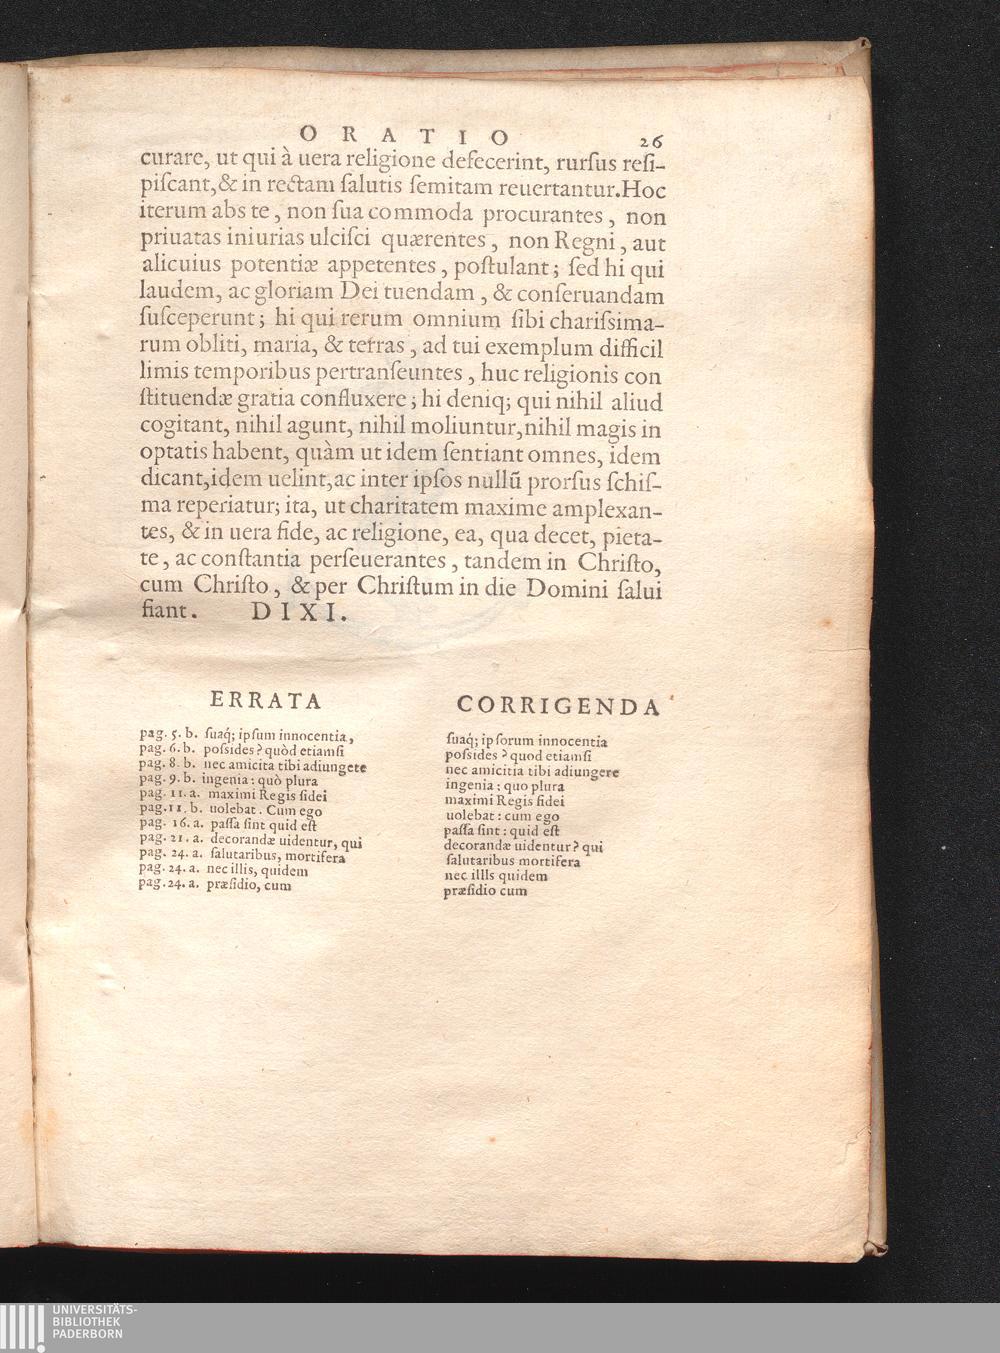 ORATIO 26
curare, ut qui à uera religione defecerint, rurſus reſi-
piſcant, & in rectam ſalutis ſemitam reuertantur. Hoc
iterum abs te, non ſua commoda procurantes, non
priuatas iniurias ulciſci quærentes, non Regni, aut
alicuius potentiæ appetentes, poſtulant; ſed hi qui
laudem, ac gloriam Dei tuendam, & conſeruandam
ſuſceperunt; hi qui rerum omnium ſibi chariſsima-
rum obliti, maria, & terras, ad tui exemplum difficil
limis temporibus pertranſeuntes, huc religionis con
ſtituendæ gratia confluxere; hi deniq; qui nihil aliud
cogitant, nihil agunt, nihil moliuntur, nihil magis in
optatis habent, quàm ut idem ſentiant omnes, idem
dicant, idem uelint, ac inter ipſos nullũ prorſus ſchiſ-
ma reperiatur; ita, ut charitatem maxime amplexan-
tes, & in uera fide, ac religione, ea, qua decet, pieta-
te, ac conſtantia perſeuerantes, tandem in Chriſto,
cum Chriſto, & per Chriſtum in die Domini ſalui
fiant. DIXI.
ERRATA
pag. 5. b. ſuaq́; ipſum innocentia,
pag. 6. b. poſsides? quòd etiamſi
pag. 8. b. nec amicita tibi adiungete
pag. 9. b. ingenia: quò plura
pag. 11. a. maximi Regis fidei
pag. 11. b. uolebat. Cum ego
pag. 16. a. paſſa ſint quid eſt
pag. 21. a. decorandæ uidentur, qui
pag. 24. a. ſalutaribus, mortifera
pag. 24. a. nec illis, quidem
pag. 24. a. præſidio, cum
CORRIGENDA
ſuaq́; ipſorum innocentia
poſsides? quod etiamſi
nec amicitia tibi adiungere
ingenia: quo plura
maximi Regis fidei
uolebat: cum ego
paſſa ſint: quid eſt
decorandæ uidentur? qui
ſalutaribus mortifera
nec illls quidem
præſidio cum
UNIVERSITÄTS-
BIBLIOTHEK
PADERBORN